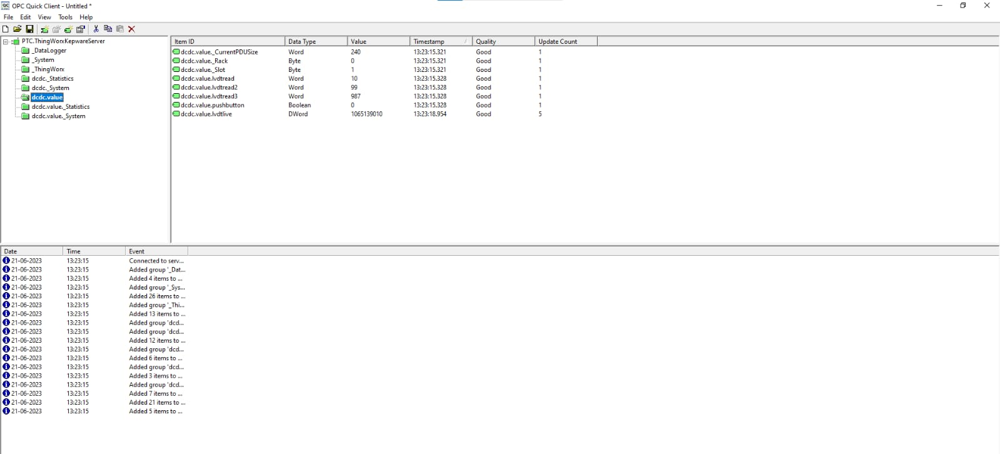 OPC Quick Client - Untitled *
File Edit View Tools Help
PTC.ThingWorxKepwareServer
_DataLogger
_System
_ThingWorx
dcdc._Statistics
dcdc._System
dcdc.value
dcdc.value._Statistics
dcdc.value._System
Item ID Data Type Value Timestamp / Quality Update Count
dcdc.value._CurrentPDUSize Word 240 13:23:15.321 Good 1
dcdc.value._Rack Byte 0 13:23:15.321 Good 1
dcdc.value._Slot Byte 1 13:23:15.321 Good 1
dcdc.value.lvdtread Word 10 13:23:15.328 Good 1
dcdc.value.lvdtread2 Word 99 13:23:15.328 Good 1
dcdc.value.lvdtread3 Word 987 13:23:15.328 Good 1
dcdc.value.pushbutton Boolean 0 13:23:15.328 Good 1
dcdc.value.lvdtlive DWord 1065139010 13:23:18.954 Good 5
Date Time Event
21-06-2023 13:23:15 Connected to serv...
21-06-2023 13:23:15 Added group '_Dat...
21-06-2023 13:23:15 Added 4 items to ...
21-06-2023 13:23:15 Added group '_Sys...
21-06-2023 13:23:15 Added 26 items to ...
21-06-2023 13:23:15 Added group '_Thi...
21-06-2023 13:23:15 Added 13 items to ...
21-06-2023 13:23:15 Added group 'dcd...
21-06-2023 13:23:15 Added group 'dcd...
21-06-2023 13:23:15 Added 12 items to ...
21-06-2023 13:23:15 Added group 'dcd...
21-06-2023 13:23:15 Added 6 items to ...
21-06-2023 13:23:15 Added group 'dcd...
21-06-2023 13:23:15 Added 3 items to ...
21-06-2023 13:23:15 Added group 'dcd...
21-06-2023 13:23:15 Added 7 items to ...
21-06-2023 13:23:15 Added 21 items to ...
21-06-2023 13:23:15 Added 5 items to ...